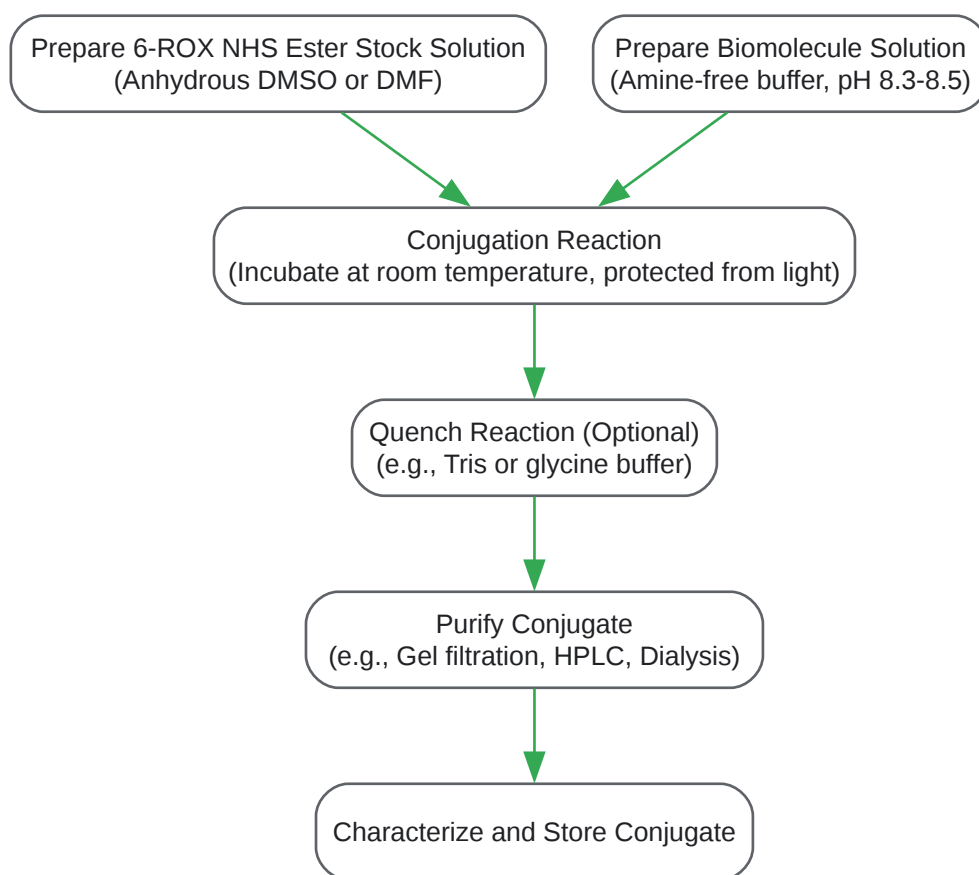 Prepare 6-ROX NHS Ester Stock Solution
(Anhydrous DMSO or DMF)
Prepare Biomolecule Solution
(Amine-free buffer, pH 8.3-8.5)
Conjugation Reaction
(Incubate at room temperature, protected from light)
Quench Reaction (Optional)
(e.g., Tris or glycine buffer)
Purify Conjugate
(e.g., Gel filtration, HPLC, Dialysis)
Characterize and Store Conjugate